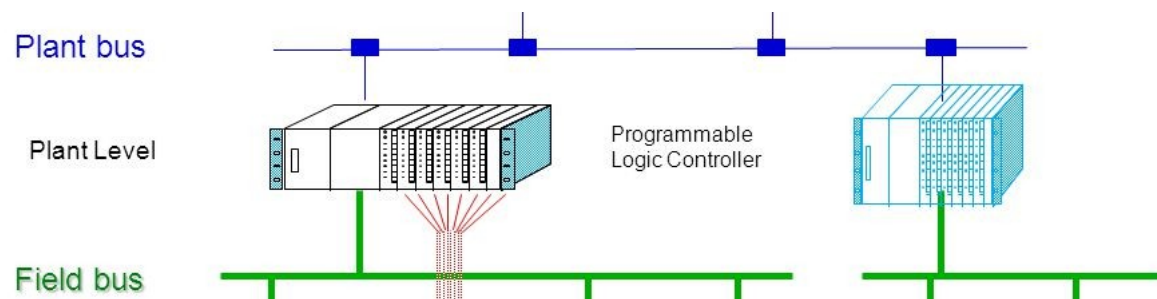 Plant bus
Plant Level
Programmable
Logic Controller
Field bus